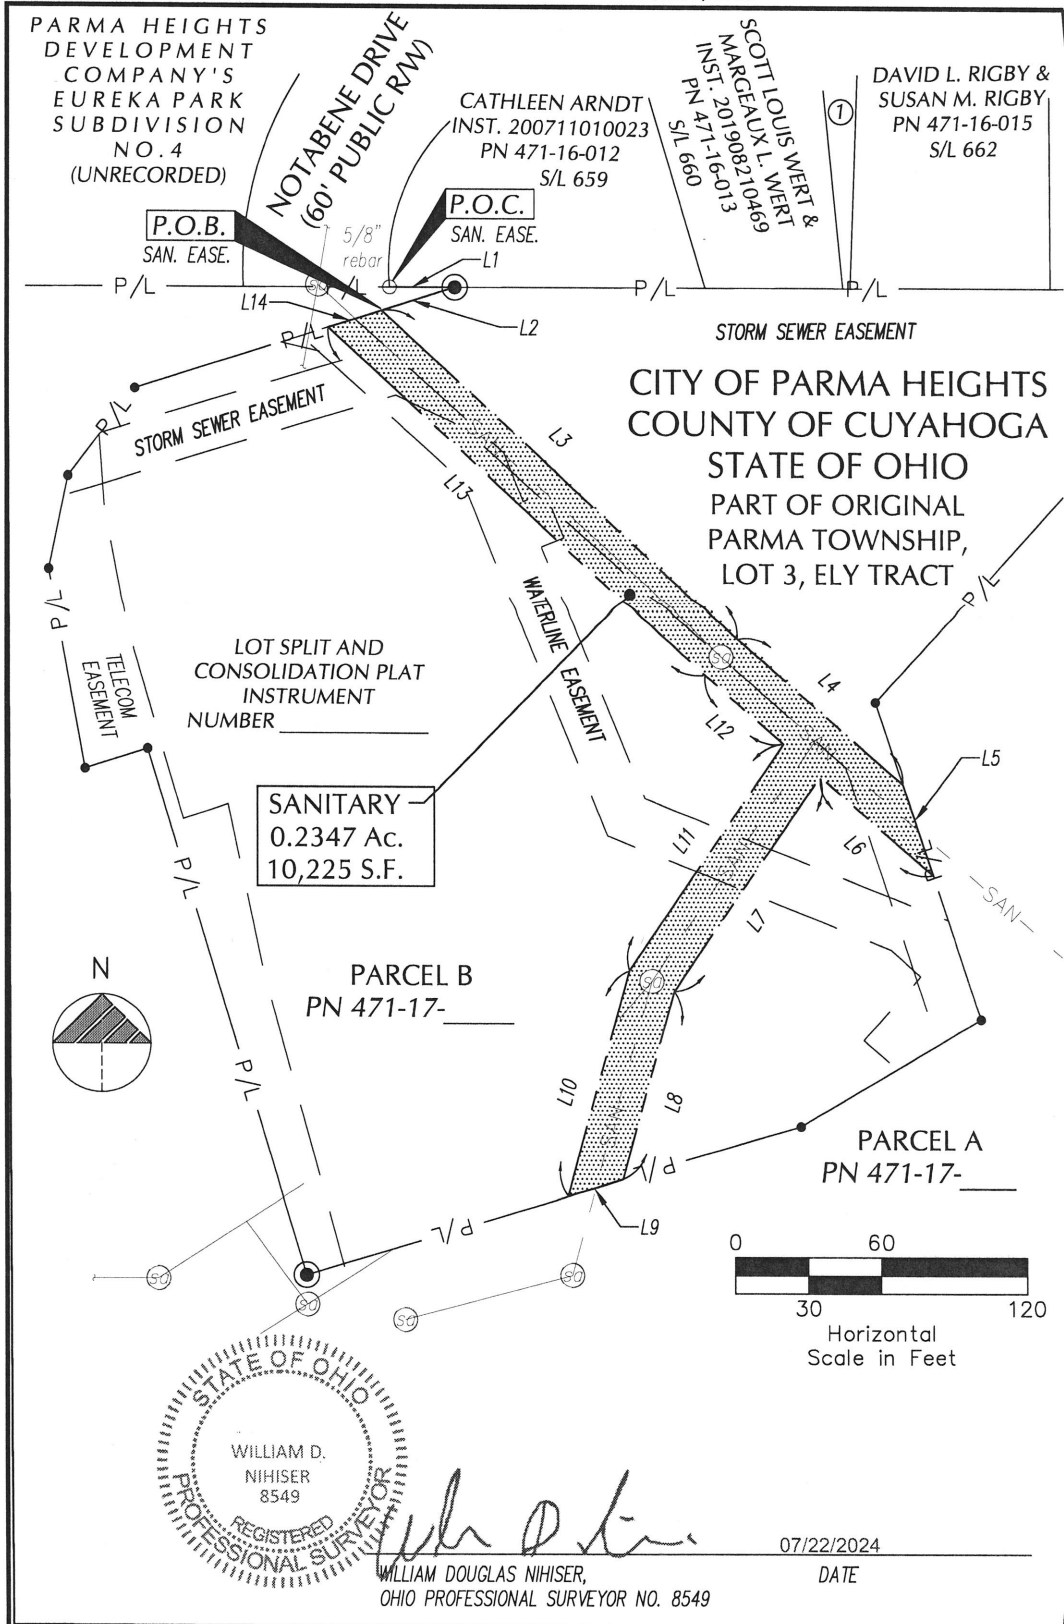 PARMA HEIGHTS
DEVELOPMENT
COMPANY'S
EUREKA PARK
SUBDIVISION
NO. 4
(UNRECORDED)
NOTABENE DRIVE
(60' PUBLIC R/W)
CATHLEEN ARNDT
INST. 200711010023
PN 471-16-012
S/L 659
SCOTT LOUIS WERT &
MARGEAUX L. WERT
INST. 201908210469
PN 471-16-013
S/L 660
1
DAVID L. RIGBY &
SUSAN M. RIGBY
PN 471-16-015
S/L 662
P.O.B.
SAN. EASE.
5/8"
rebar
P.O.C.
SAN. EASE.
L1
P/L
P/L
P/L
P/L
L14
L2
P/L
STORM SEWER EASEMENT
CITY OF PARMA HEIGHTS
COUNTY OF CUYAHOGA
STATE OF OHIO
PART OF ORIGINAL
PARMA TOWNSHIP,
LOT 3, ELY TRACT
STORM SEWER EASEMENT
P/L
L3
L13
SAN
P/L
P/L
WATERLINE EASEMENT
TELECOM
EASEMENT
LOT SPLIT AND
CONSOLIDATION PLAT
INSTRUMENT
NUMBER
L4
L12
L5
SANITARY
0.2347 Ac.
10,225 S.F.
SAN
L11
L6
P/L
SAN
P/L
L7
SAN
N
PARCEL B
PN 471-17-
P/L
L10
L8
SAN
P/L
PARCEL A
PN 471-17-
P/L
L9
0 60
30 120
Horizontal
Scale in Feet
STATE OF OHIO
WILLIAM D.
NIHISER
8549
REGISTERED
PROFESSIONAL SURVEYOR
07/22/2024
WILLIAM DOUGLAS NIHISER,
OHIO PROFESSIONAL SURVEYOR NO. 8549
DATE